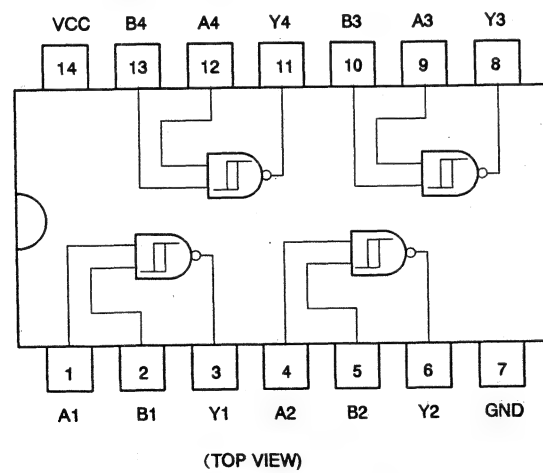 VCC B4 A4 Y4 B3 A3 Y3
14 13 12 11 10 9 8
1 2 3 4 5 6 7
A1 B1 Y1 A2 B2 Y2 GND
(TOP VIEW)